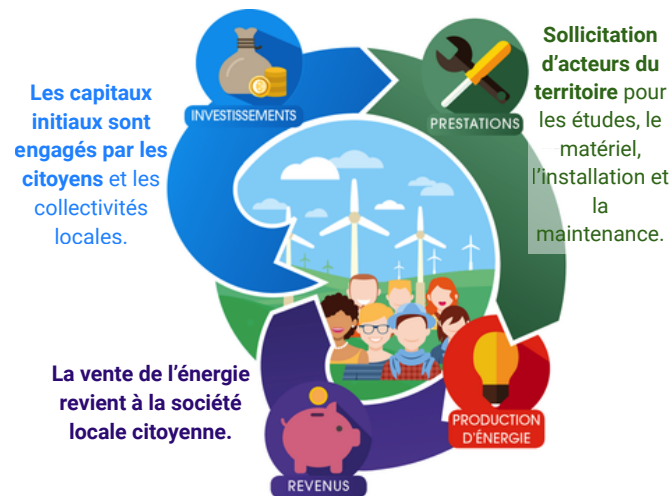 INVESTISSEMENTS
Les capitaux
initiaux sont
engagés par les
citoyens et les
collectivités
locales.
PRESTATIONS
Sollicitation
d’acteurs du
territoire pour
les études, le
matériel,
l’installation et
la
maintenance.
PRODUCTION
D'ÉNERGIE
La vente de l’énergie
revient à la société
locale citoyenne.
REVENUS